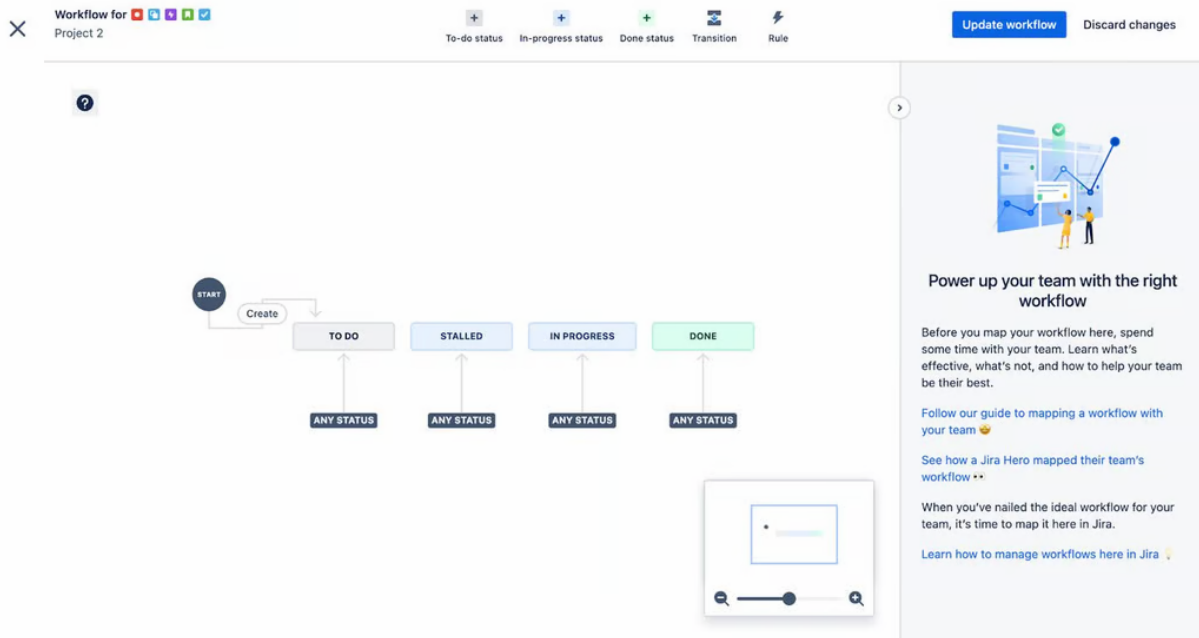 Workflow for
Project 2
+
To-do status
+
In-progress status
+
Done status
Transition
Rule
Update workflow
Discard changes
?
START
Create
TO DO
STALLED
IN PROGRESS
DONE
ANY STATUS
ANY STATUS
ANY STATUS
ANY STATUS
Power up your team with the right
workflow
Before you map your workflow here, spend
some time with your team. Learn what's
effective, what's not, and how to help your team
be their best.
Follow our guide to mapping a workflow with
your team 🤩
See how a Jira Hero mapped their team's
workflow 👀
When you've nailed the ideal workflow for your
team, it's time to map it here in Jira.
Learn how to manage workflows here in Jira 💡